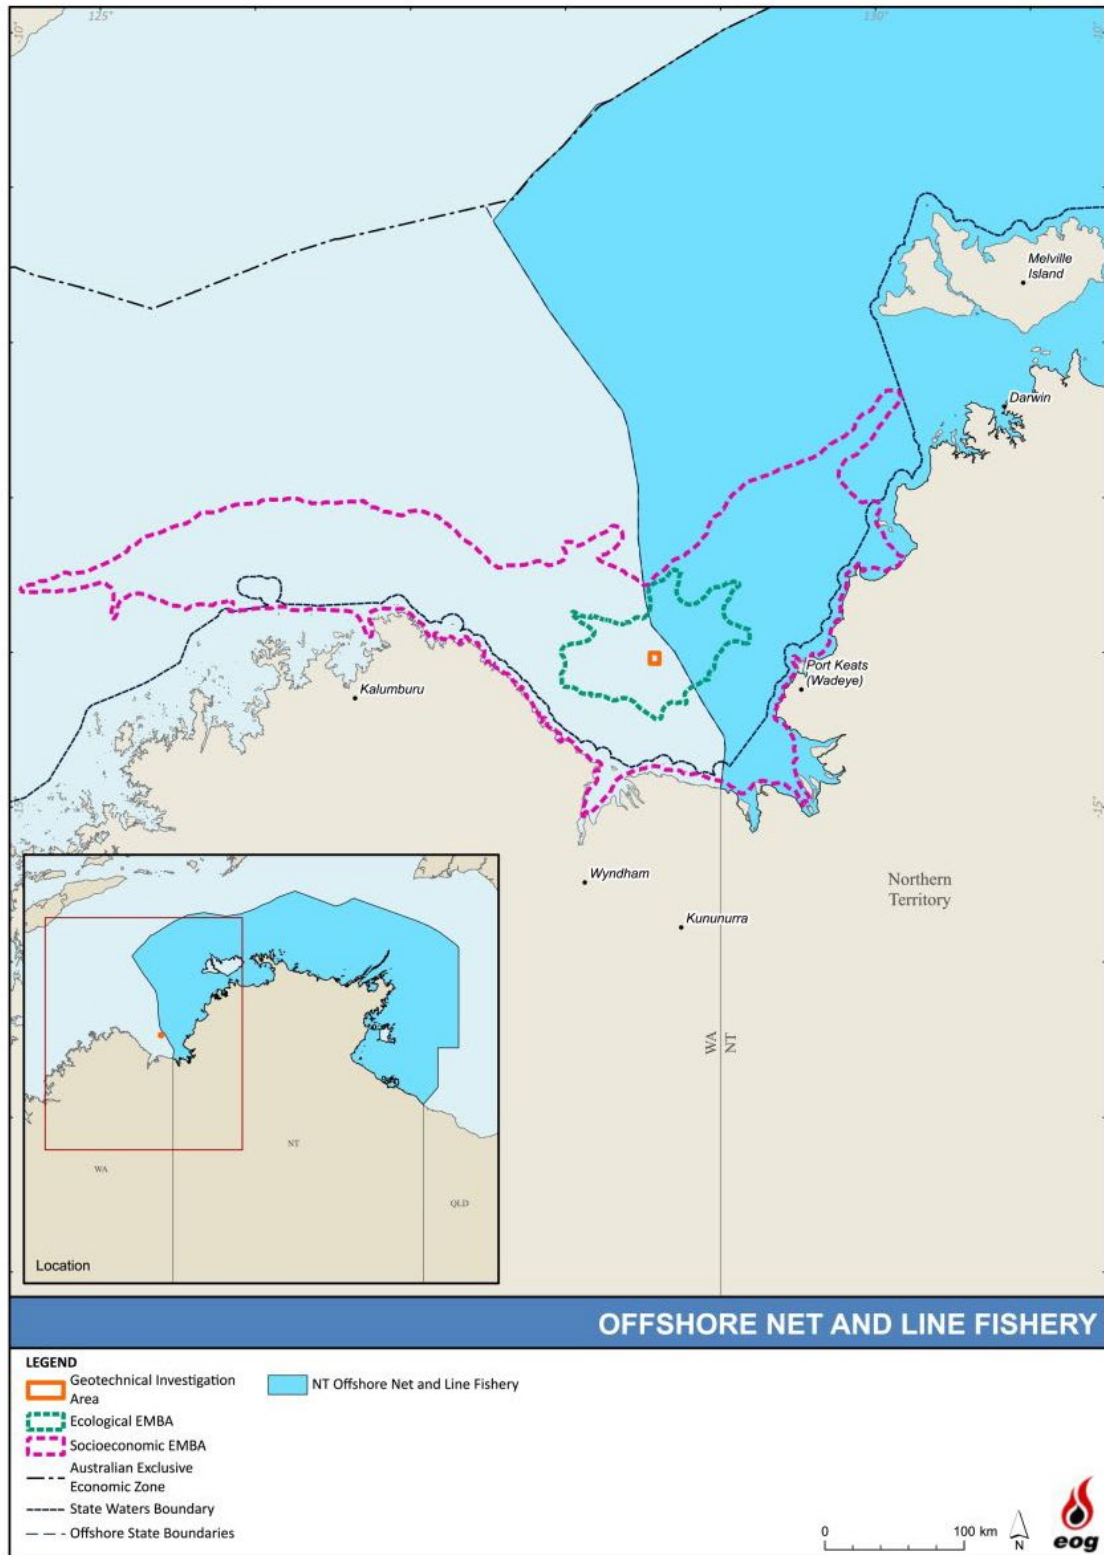 125°
130°
-10°
-10°
Melville
Island
Darwin
Port Keats
(Wadeye)
Kalumburu
-15°
Wyndham
Kununurra
Northern
Territory
WA
NT
WA
NT
QLD
Location
OFFSHORE NET AND LINE FISHERY
LEGEND
Geotechnical Investigation
Area
Ecological EMBA
Socioeconomic EMBA
Australian Exclusive
Economic Zone
State Waters Boundary
Offshore State Boundaries
NT Offshore Net and Line Fishery
0
100 km
N
eog